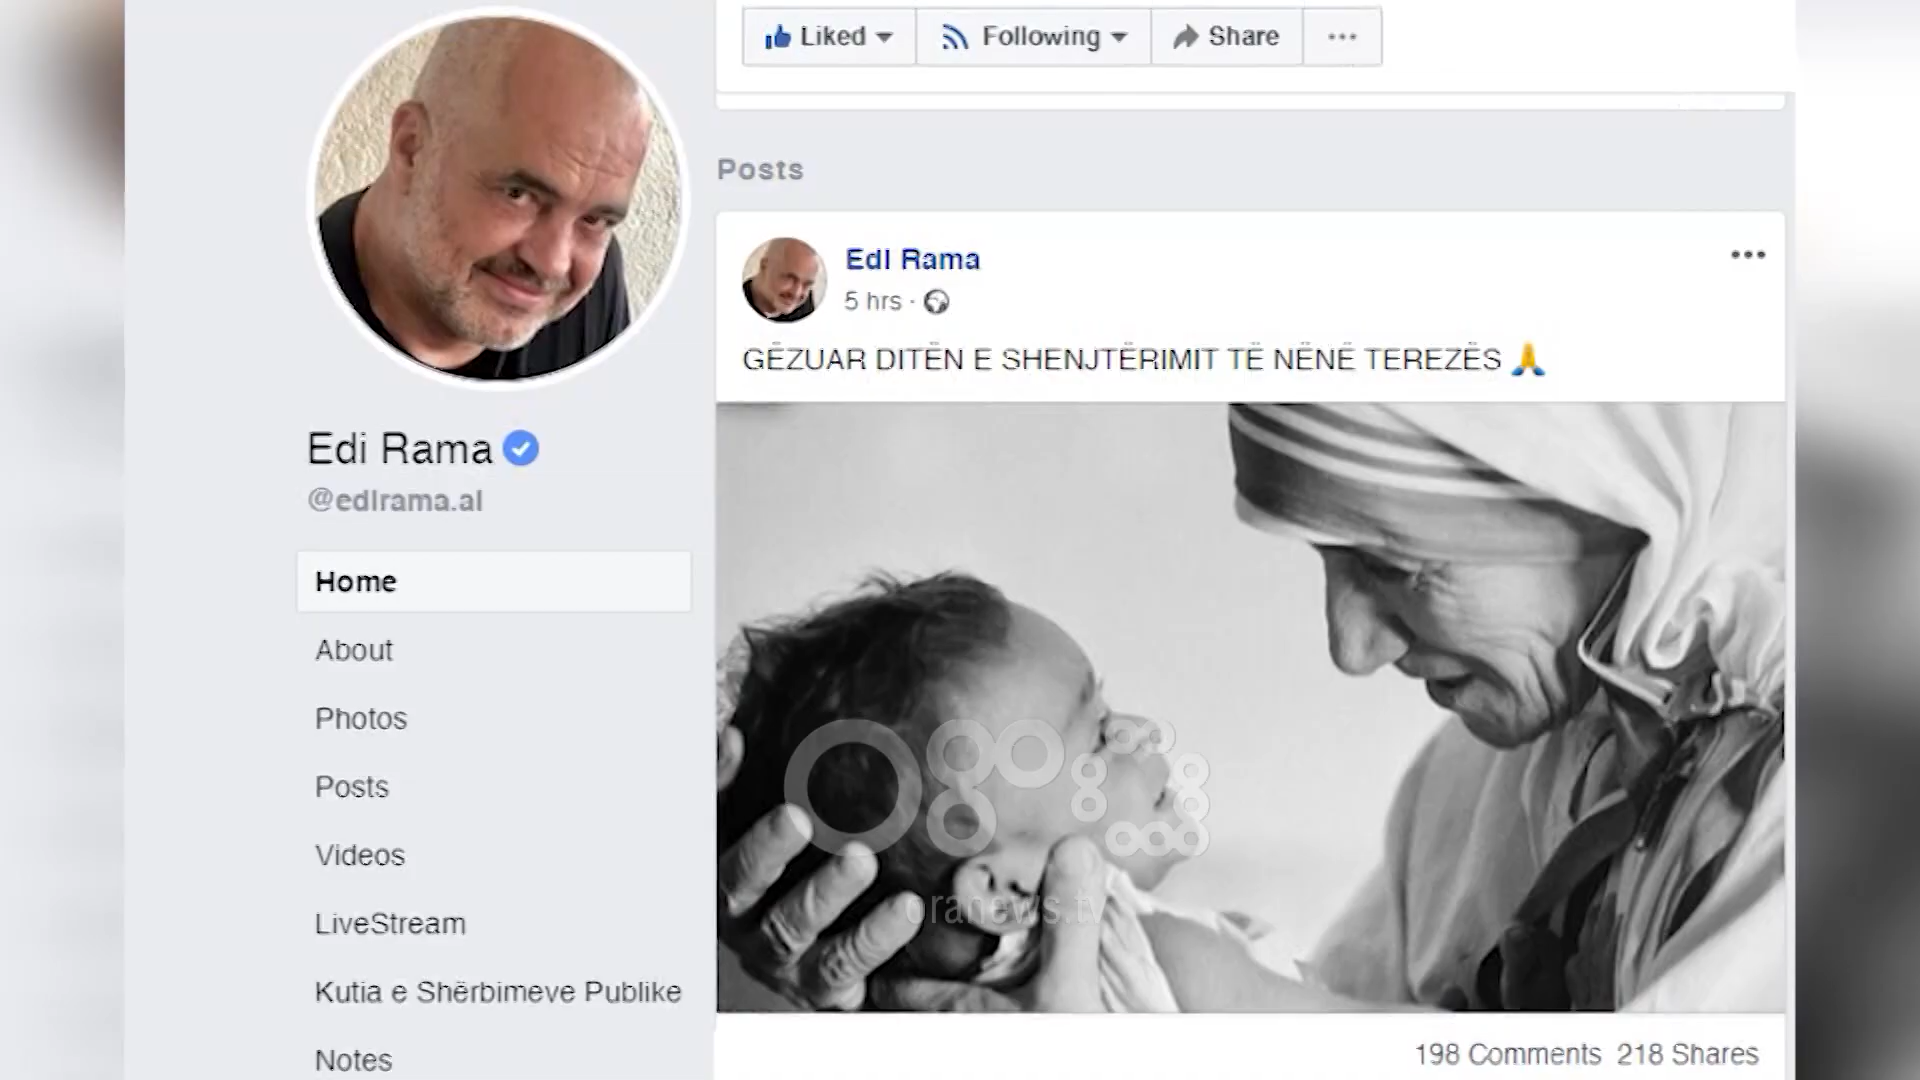 Liked
Following
Share
Posts
Edi Rama
5 hrs
GËZUAR DITËN E SHENJTËRIMIT TË NËNË TEREZËS 🙏
Edi Rama
@edirama.al
Home
About
Photos
Posts
Videos
LiveStream
Kutia e Shërbimeve Publike
Notes
oranews.tv
198 Comments 218 Shares